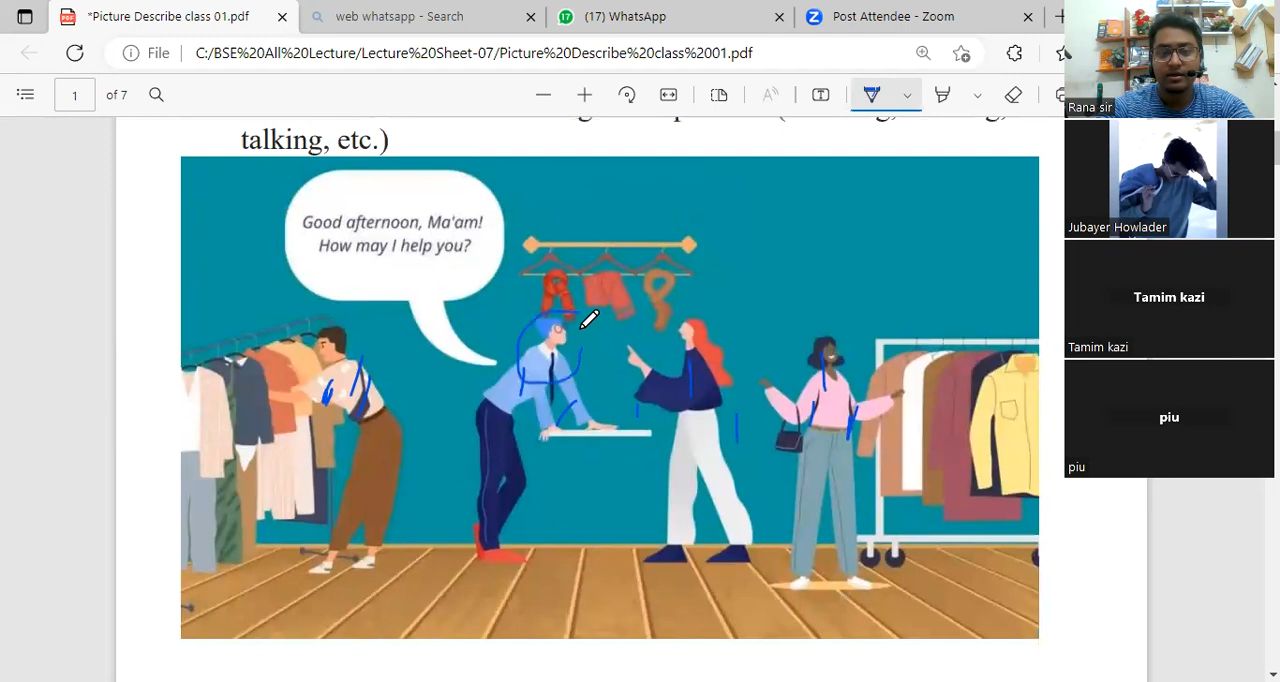 *Picture Describe class 01.pdf
web whatsapp - Search
17
(17) WhatsApp
Post Attendee - Zoom
File
C:/BSE%20All%20Lecture/Lecture%20Sheet-07/Picture%20Describe%20class%2001.pdf
1 of 7
talking, etc.)
Good afternoon, Ma'am!
How may I help you?
Rana sir
Jubayer Howlader
Tamim kazi
Tamim kazi
piu
piu